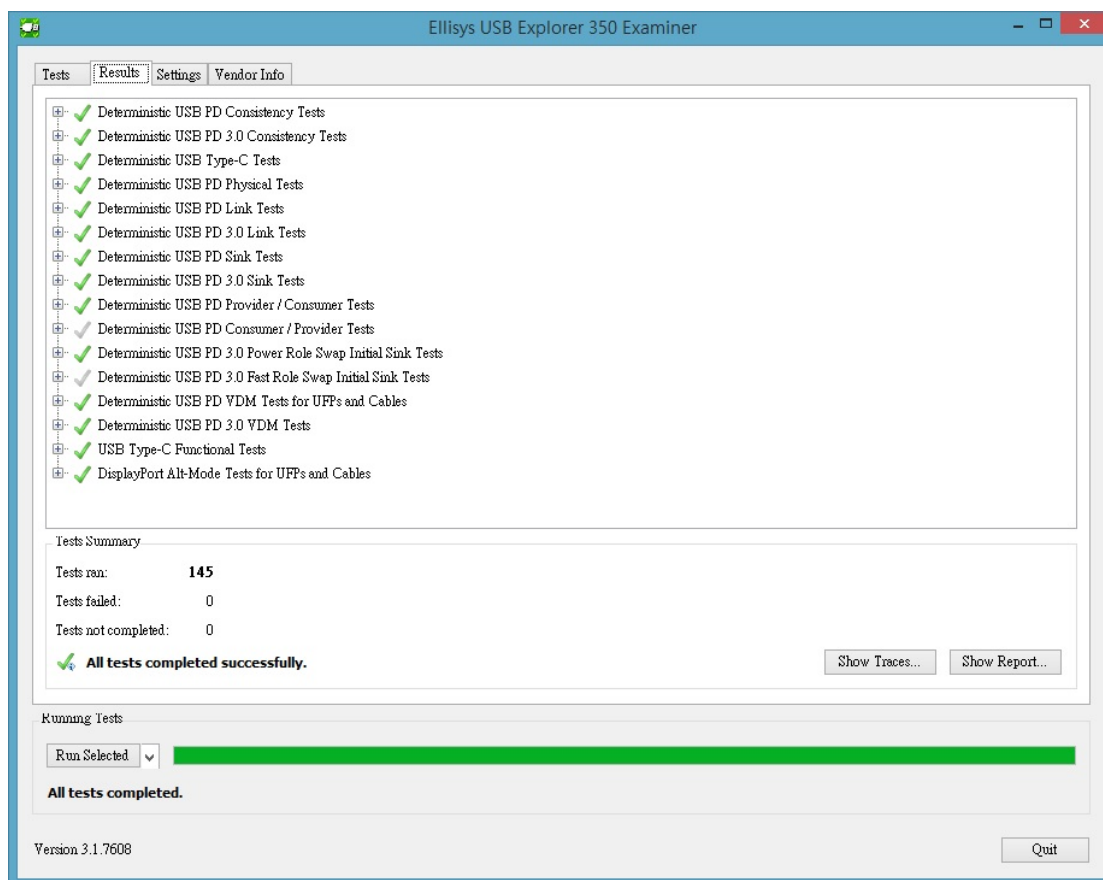 Ellisys USB Explorer 350 Examiner
Tests Results Settings Vendor Info
Deterministic USB PD Consistency Tests
Deterministic USB PD 3.0 Consistency Tests
Deterministic USB Type-C Tests
Deterministic USB PD Physical Tests
Deterministic USB PD Link Tests
Deterministic USB PD 3.0 Link Tests
Deterministic USB PD Sink Tests
Deterministic USB PD 3.0 Sink Tests
Deterministic USB PD Provider / Consumer Tests
Deterministic USB PD Consumer / Provider Tests
Deterministic USB PD 3.0 Power Role Swap Initial Sink Tests
Deterministic USB PD 3.0 Fast Role Swap Initial Sink Tests
Deterministic USB PD VDM Tests for UFPs and Cables
Deterministic USB PD 3.0 VDM Tests
USB Type-C Functional Tests
DisplayPort Alt-Mode Tests for UFPs and Cables
Tests Summary
Tests ran: 145
Tests failed: 0
Tests not completed: 0
All tests completed successfully. Show Traces... Show Report...
Running Tests
Run Selected
All tests completed.
Version 3.1.7608 Quit